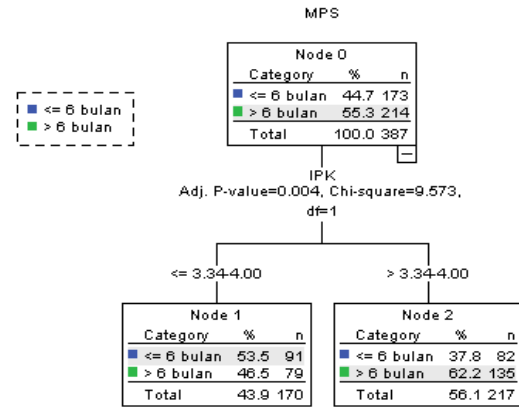 MPS
Node 0
Category % n
<= 6 bulan 44.7 173
> 6 bulan 55.3 214
Total 100.0 387
<= 6 bulan
> 6 bulan
IPK
Adj. P-value=0.004, Chi-square=9.573,
df=1
<= 3.34-4.00
> 3.34-4.00
Node 1
Category % n
<= 6 bulan 53.5 91
> 6 bulan 46.5 79
Total 43.9 170
Node 2
Category % n
<= 6 bulan 37.8 82
> 6 bulan 62.2 135
Total 56.1 217